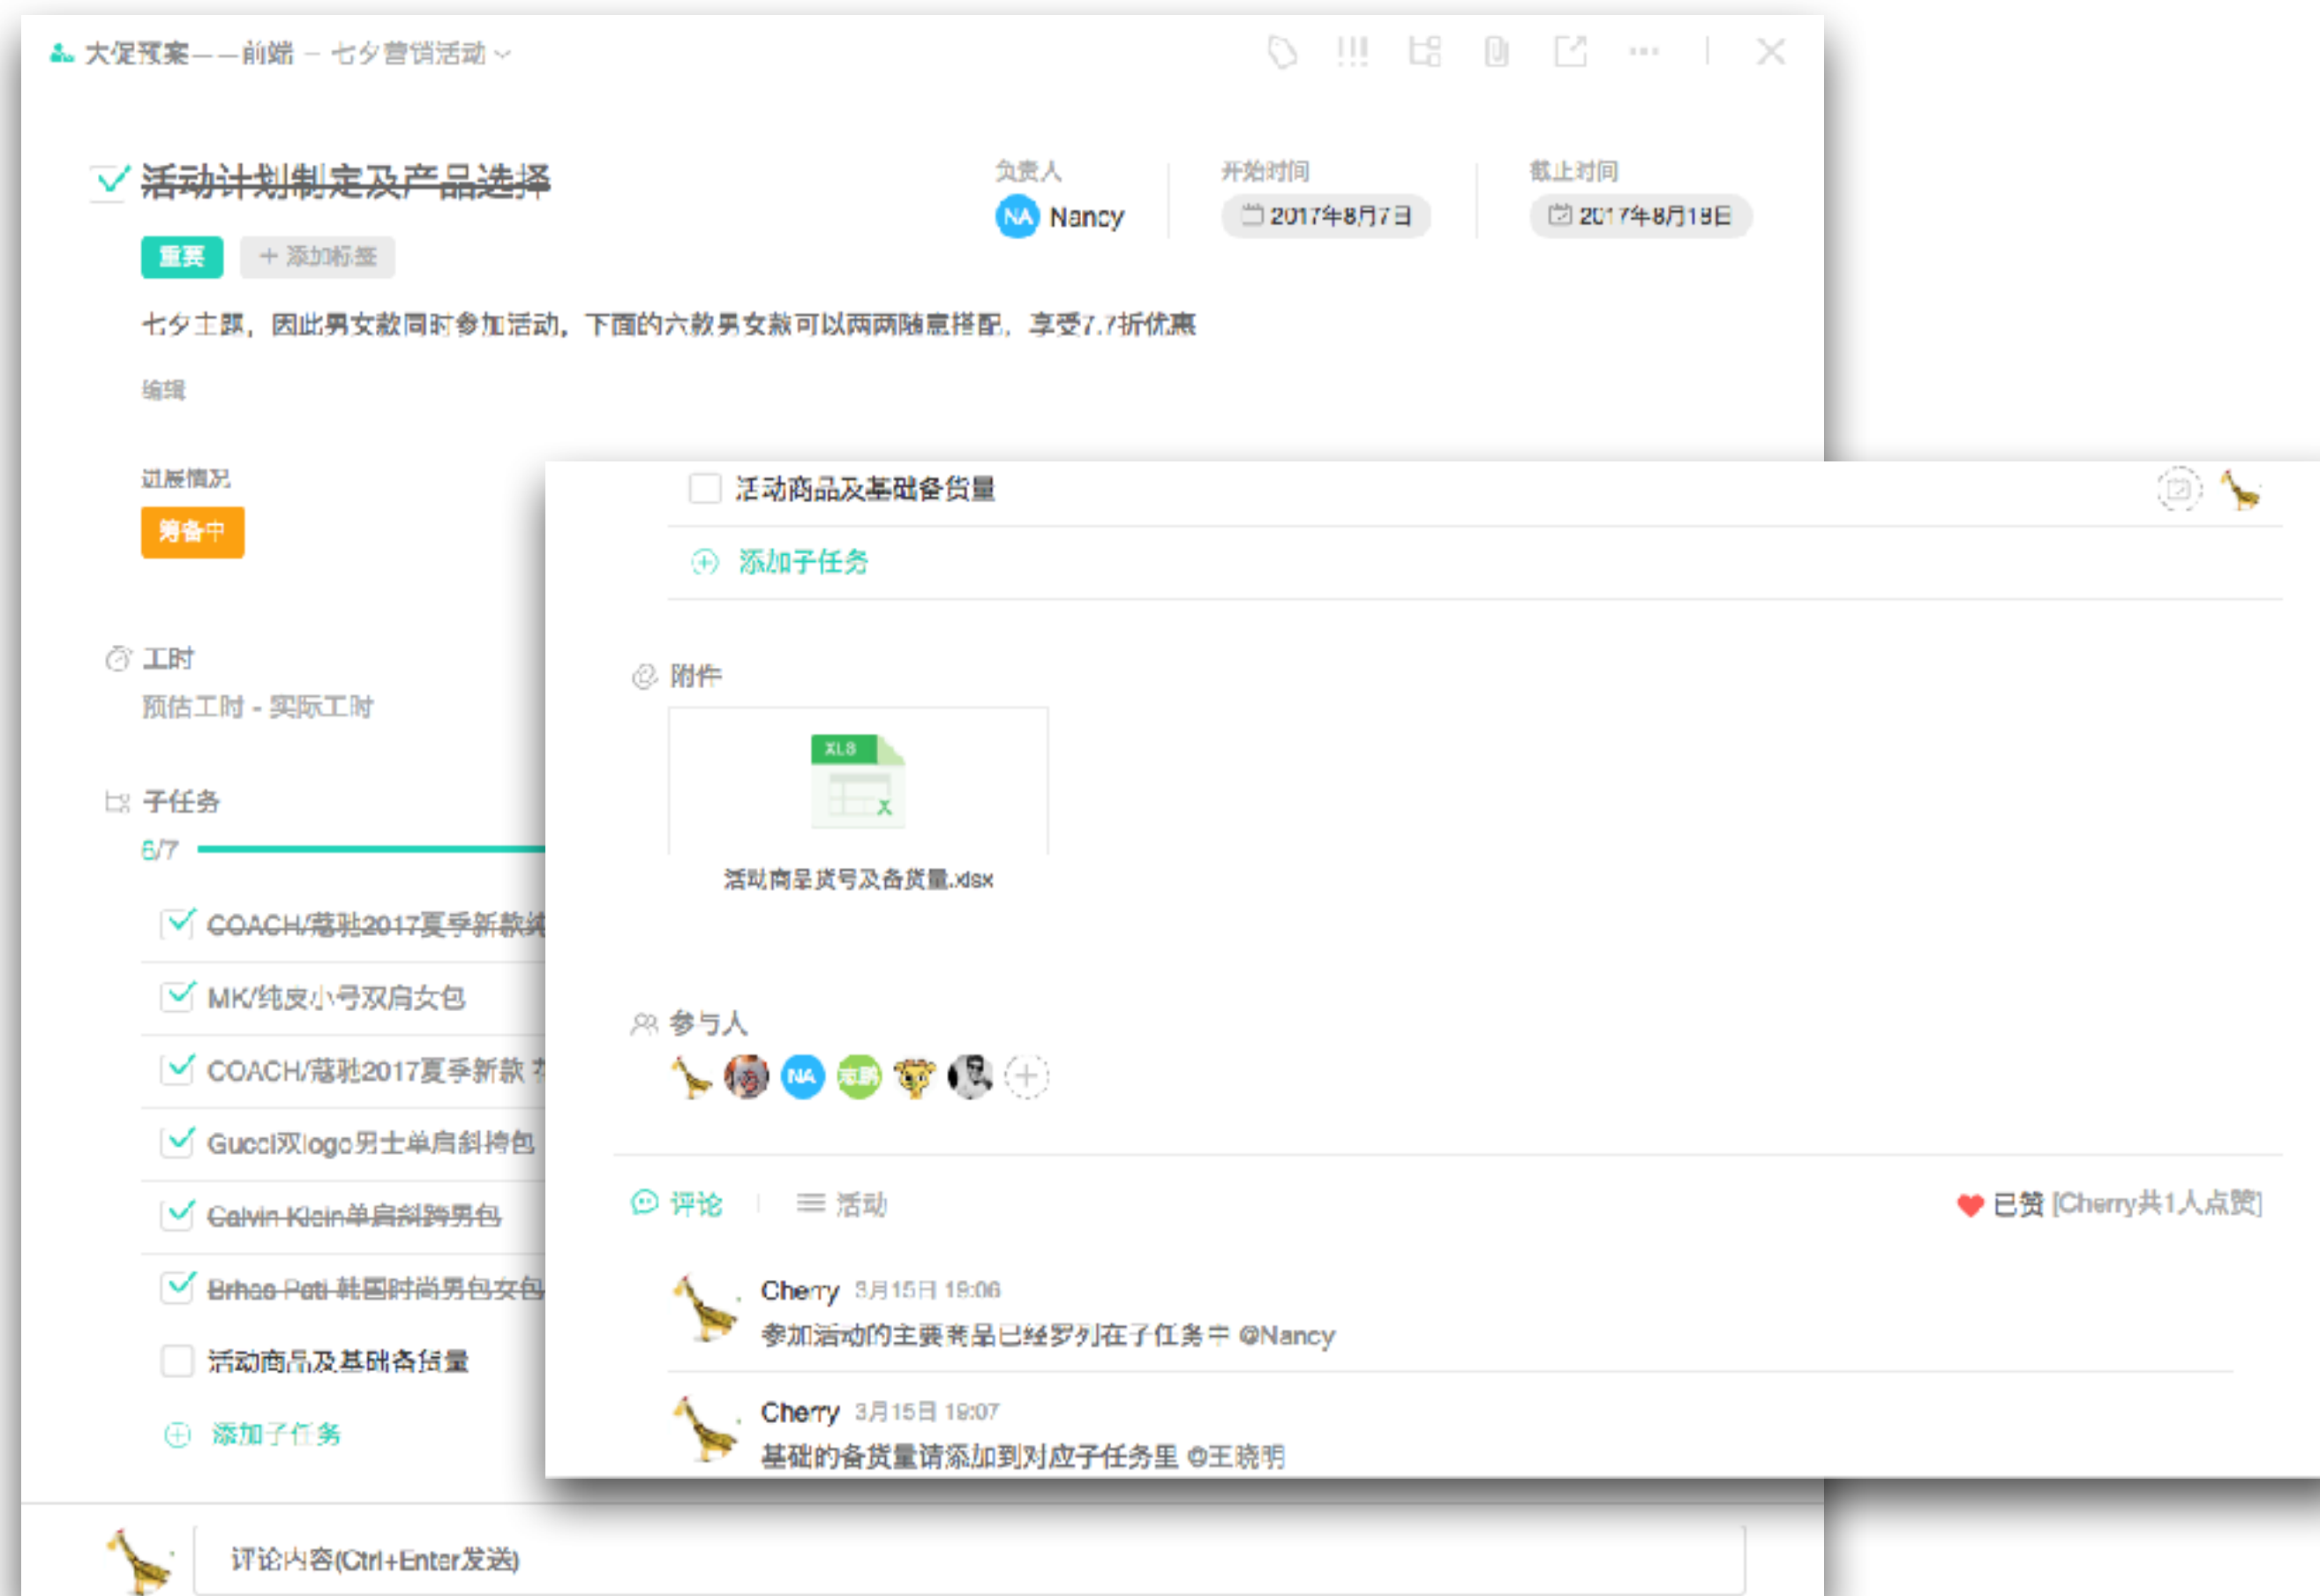 大促预案——前端 – 七夕营销活动
活动计划制定及产品选择
负责人
NA Nancy
开始时间
2017年8月7日
截止时间
重要
+ 添加标签
七夕主题，因此男女款同时参加活动，下面的六款男女款可以两两随意搭配，享受7.7折优惠
编辑
进展情况
筹备中
工时
预估工时 - 实际工时
子任务
6/7
COACH/蔻驰2017夏季新款纯
MK/纯皮小号双肩女包
COACH/蔻驰2017夏季新款
Gucci双logo男士单肩斜挎包
Calvin Klein单肩斜跨男包
韩国时尚男包女包
活动商品及基础备货量
添加子任务
评论内容(Ctrl+Enter发送)
活动商品及基础备货量
添加子任务
附件
XLS
X
活动商品货号及备货量.xlsx
参与人
NA
志鹏
评论
活动
已赞 [Cherry共1人点赞]
Cherry 3月15日 19:06
参加活动的主要商品已经罗列在子任务中 @Nancy
Cherry 3月15日 19:07
基础的备货量请添加到对应子任务里 @王晓明